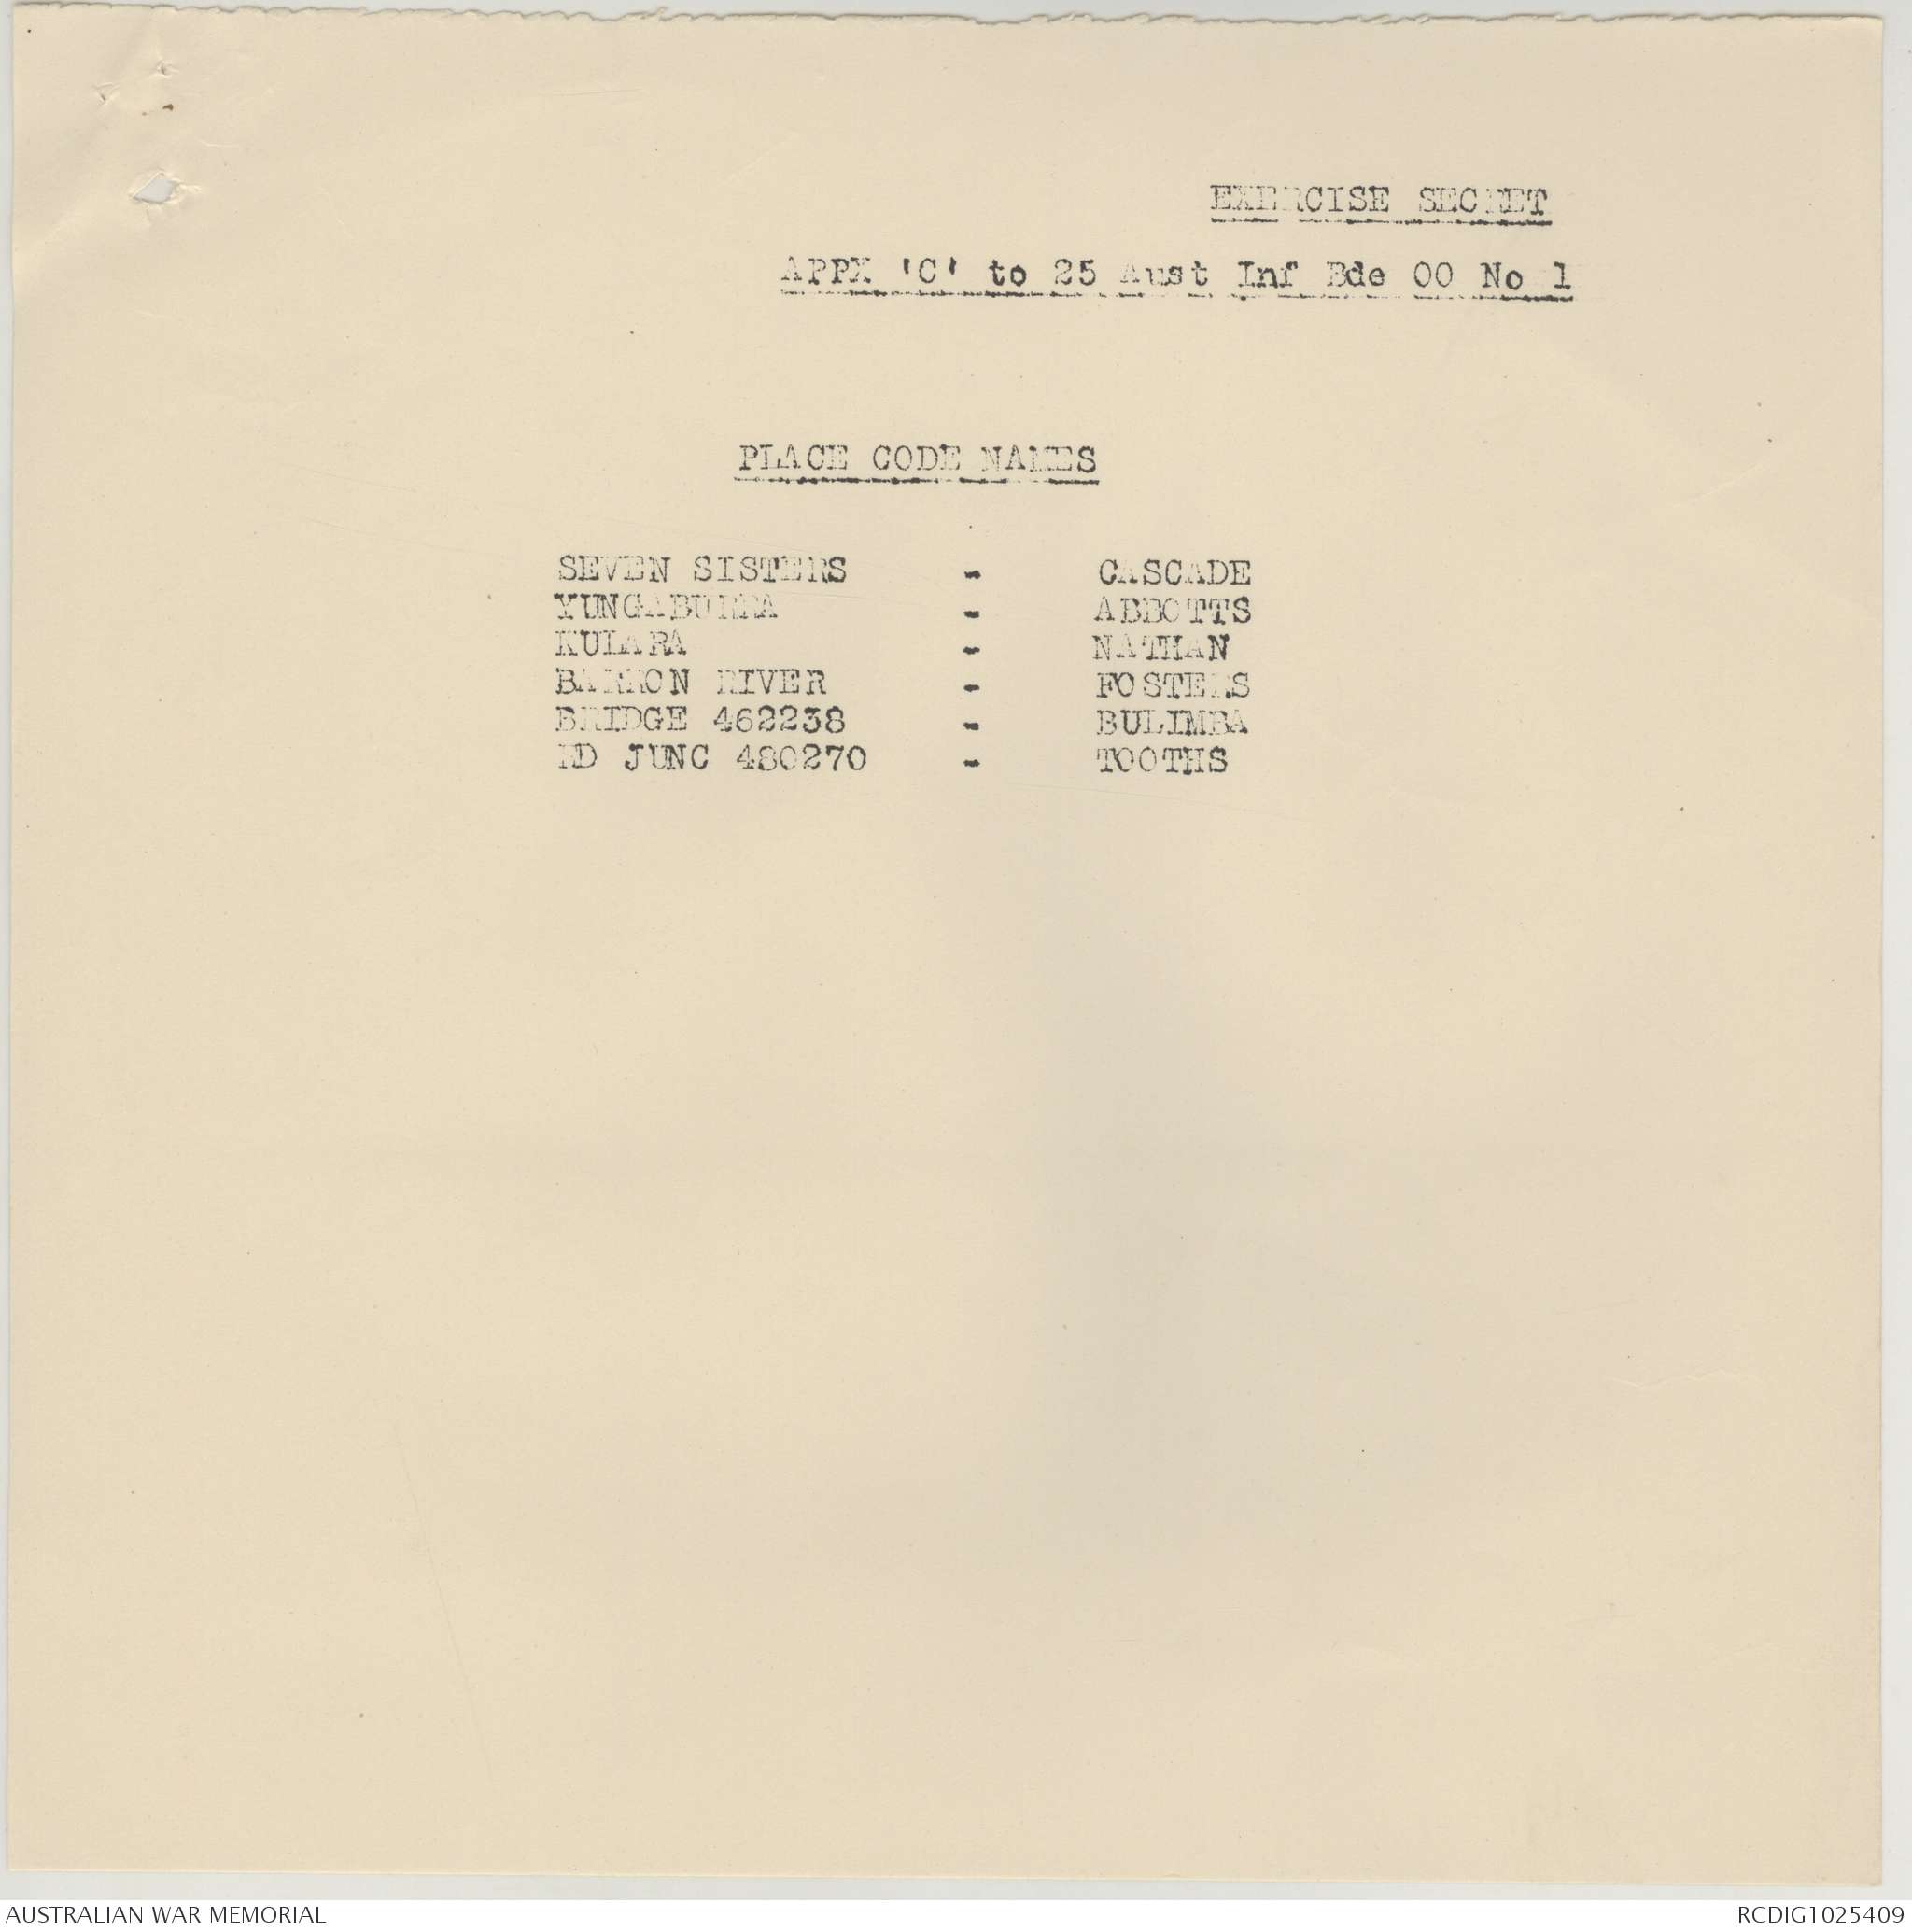 EXERCISE SECRET
APPX 'C' to 25 Aust Inf Bde OO No 1
PLACE CODE NAMES
SEVEN SISTERS - CASCADE
YUNGABURRA - ABBOTTS
KULARA - NATHAN
BARRON RIVER - FOSTERS
BRIDGE 462238 - BULIMBA
RD JUNC 480270 - TOOTHS
AUSTRALIAN WAR MEMORIAL RCDIG1025409